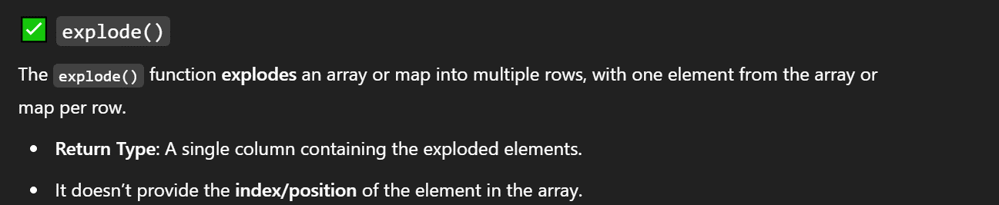 ✅ explode()
The explode() function explodes an array or map into multiple rows, with one element from the array or
map per row.
• Return Type: A single column containing the exploded elements.
• It doesn’t provide the index/position of the element in the array.